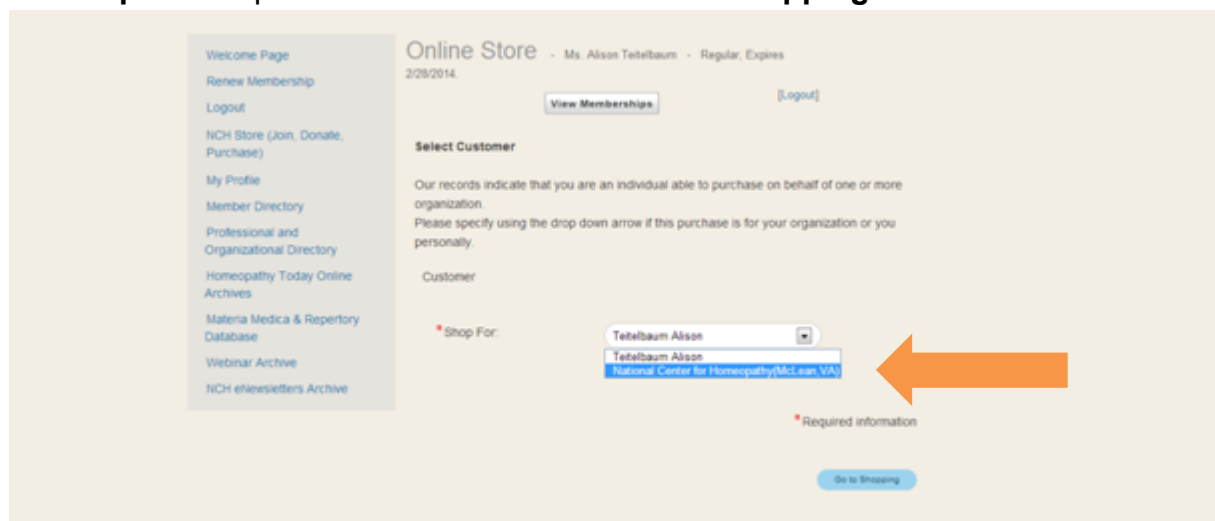 Welcome Page
Renew Membership
Logout
NCH Store (Join, Donate,
Purchase)
My Profile
Member Directory
Professional and
Organizational Directory
Homeopathy Today Online
Archives
Materia Medica & Repertory
Database
Webinar Archive
NCH eNewsletters Archive
Online Store - Ms. Alison Teitelbaum - Regular, Expires
2/28/2014.
View Memberships
[Logout]
Select Customer
Our records indicate that you are an individual able to purchase on behalf of one or more
organization.
Please specify using the drop down arrow if this purchase is for your organization or you
personally.
Customer
*Shop For:
Teitelbaum Alison
Teitelbaum Alison
National Center for Homeopathy(McLean,VA)
*Required information
Go to Shopping